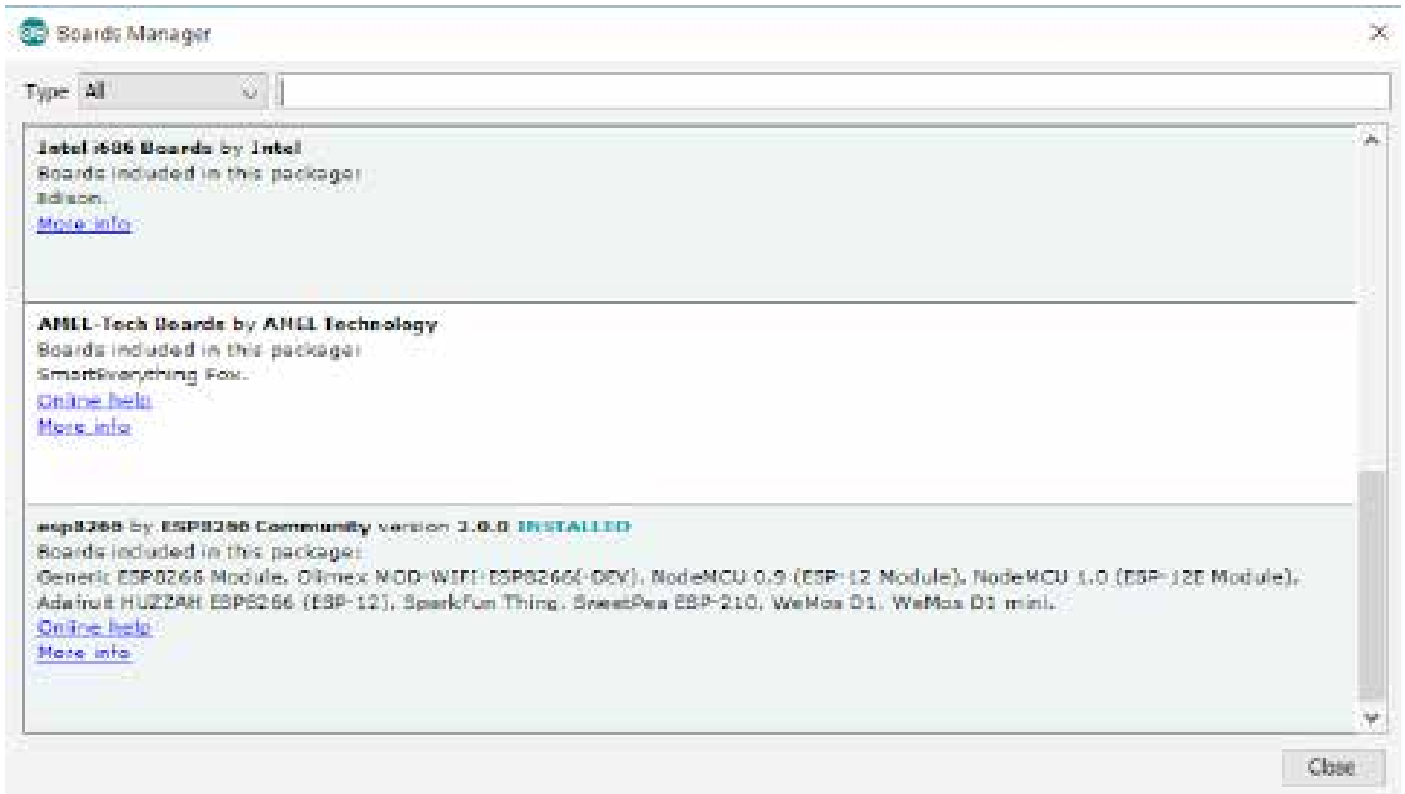 Boards Manager
Type All
Intel i686 Boards by Intel
Boards included in this package:
Edison.
More info
AMEL-Tech Boards by AMEL Technology
Boards included in this package:
SmartEverything Fox.
Online help
More info
esp8266 by ESP8266 Community version 2.0.0 INSTALLED
Boards included in this package:
Generic ESP8266 Module, Olimex MOD-WIFI-ESP8266(-DEV), NodeMCU 0.9 (ESP-12 Module), NodeMCU 1.0 (ESP-12E Module),
Adafruit HUZZAH ESP8266 (ESP-12), SparkFun Thing, SweetPea ESP-210, WeMos D1, WeMos D1 mini.
Online help
More info
Close